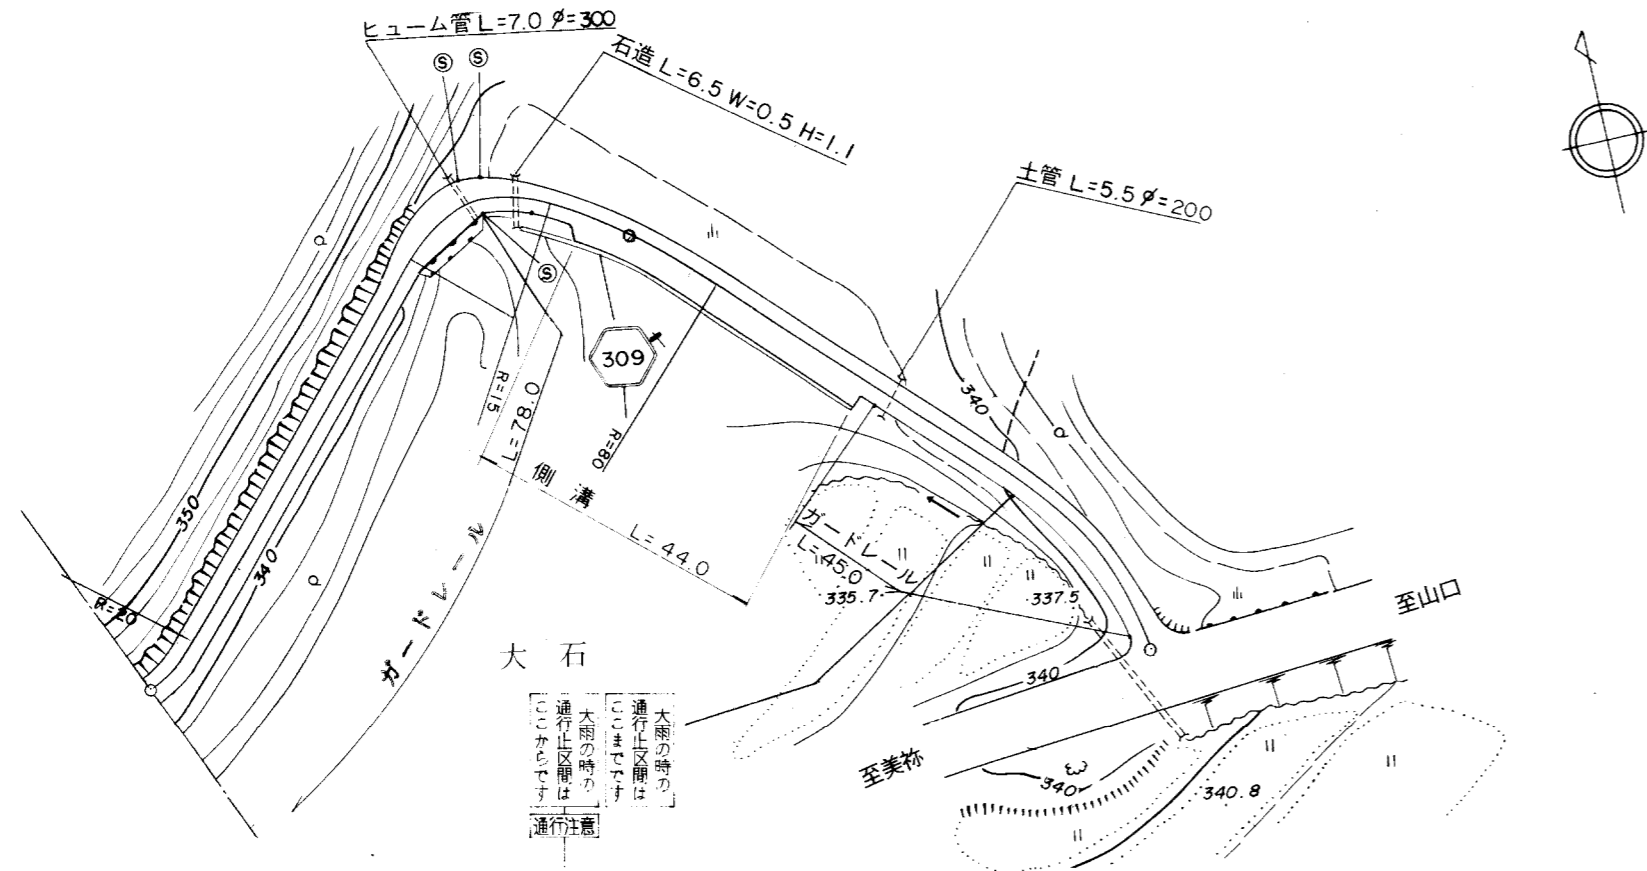 ヒューム管 L=7.0 φ=300
石造 L=6.5 W=0.5 H=1.1
土管 L=5.5 φ=200
Ⓢ
Ⓢ
Ⓢ
309
R=15
L=78.0
R=80
側溝
L=44.0
ガードレール
L=45.0
335.7
337.5
340
340
350
340
R=20
ガードレール
大石
至山口
340
至美祢
340.8
大雨の時の
通行止区間は
ここまでです
大雨の時の
通行止区間は
ここからです
通行注意